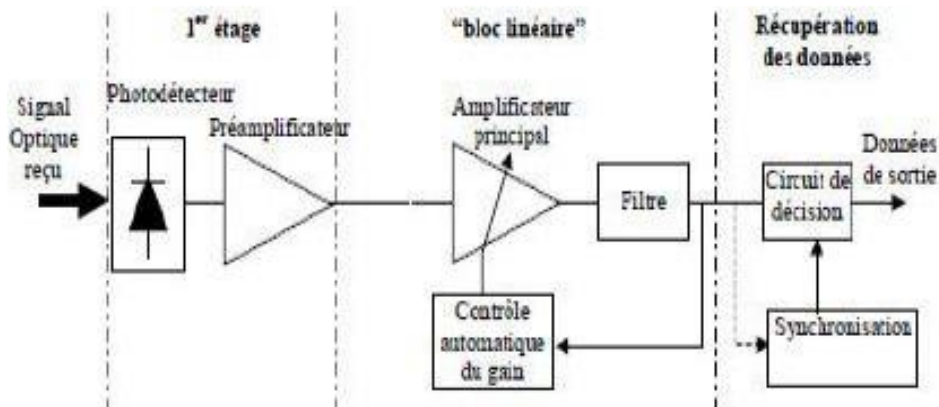 1er étage
“bloc linéaire”
Récupération
des données
Signal
Optique
reçu
Photodétecteur
Préamplificateur
Amplificateur
principal
Filtre
Contrôle
automatique
du gain
Circuit de
décision
Données
de sortie
Synchronisation